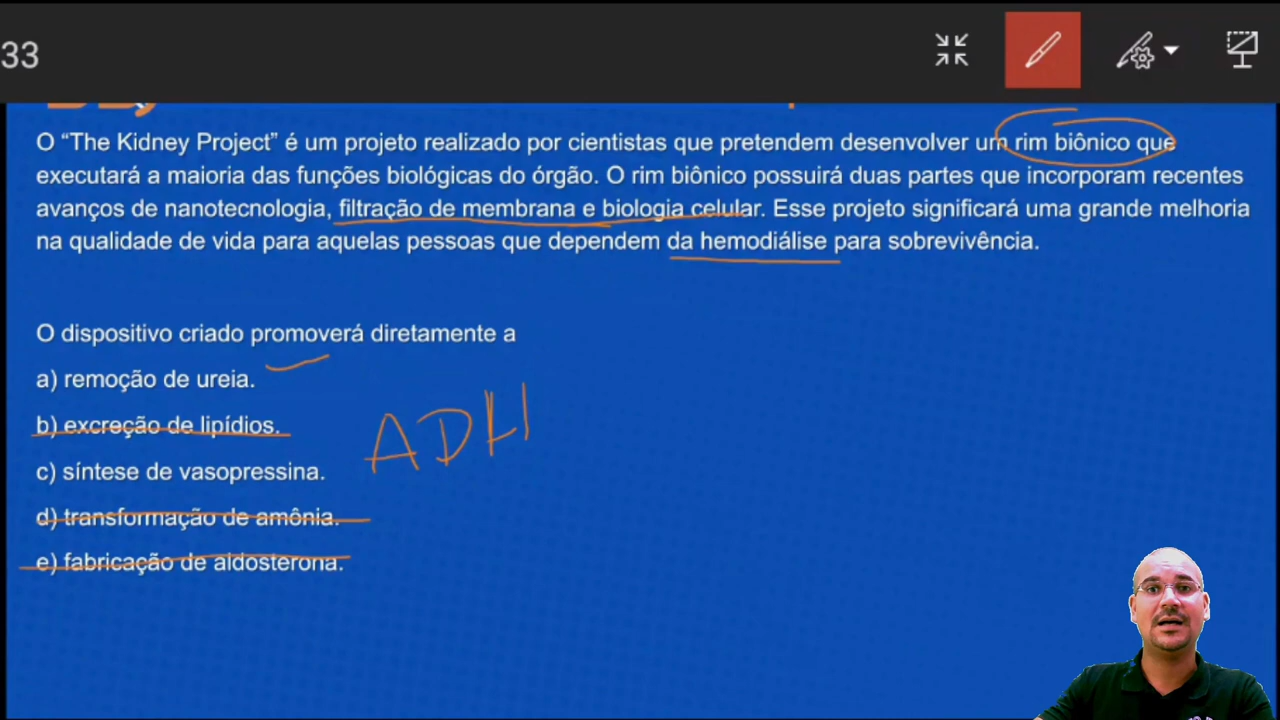 33
O “The Kidney Project” é um projeto realizado por cientistas que pretendem desenvolver um rim biônico que
executará a maioria das funções biológicas do órgão. O rim biônico possuirá duas partes que incorporam recentes
avanços de nanotecnologia, filtração de membrana e biologia celular. Esse projeto significará uma grande melhoria
na qualidade de vida para aquelas pessoas que dependem da hemodiálise para sobrevivência.
O dispositivo criado promoverá diretamente a
a) remoção de ureia.
b) excreção de lipídios.
c) síntese de vasopressina.
ADH
d) transformação de amônia.
e) fabricação de aldosterona.